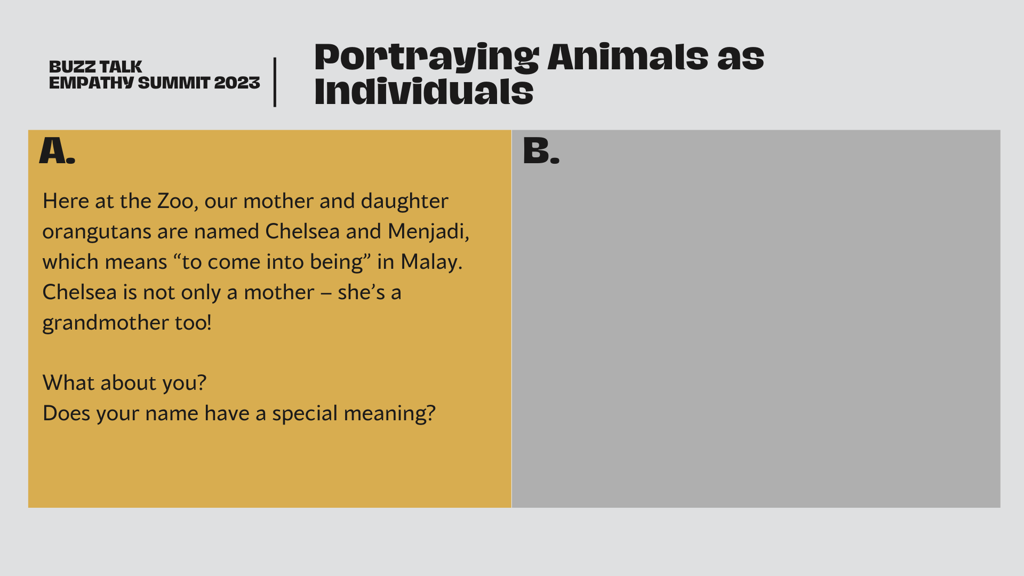 BUZZ TALK
EMPATHY SUMMIT 2023
Portraying Animals as
Individuals
A.
Here at the Zoo, our mother and daughter
orangutans are named Chelsea and Menjadi,
which means “to come into being” in Malay.
Chelsea is not only a mother – she’s a
grandmother too!
What about you?
Does your name have a special meaning?
B.